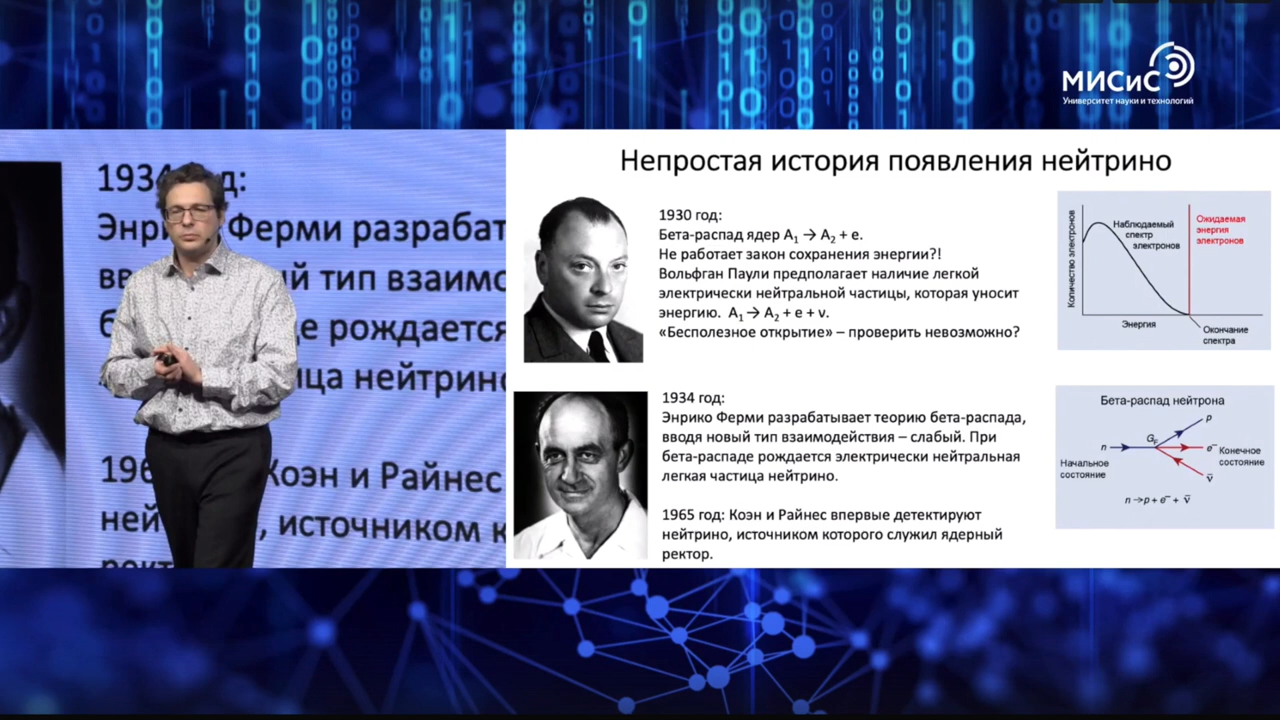 МИСиС
Университет науки и технологий
1934 год:
Ферми разрабат
тип взаимо
рождается
нейтрино
Коэн и Райнес
источником к
Непростая история появления нейтрино
1930 год:
Бета-распад ядер A₁ → A₂ + e.
Не работает закон сохранения энергии?!
Вольфган Паули предполагает наличие легкой
электрически нейтральной частицы, которая уносит
энергию. A₁ → A₂ + e + ν.
«Бесполезное открытие» – проверить невозможно?
Количество электронов
Наблюдаемый
спектр
электронов
Ожидаемая
энергия
электронов
Энергия
Окончание
спектра
1934 год:
Энрико Ферми разрабатывает теорию бета-распада,
вводя новый тип взаимодействия – слабый. При
бета-распаде рождается электрически нейтральная
легкая частица нейтрино.
1965 год: Коэн и Райнес впервые детектируют
нейтрино, источником которого служил ядерный
ректор.
Бета-распад нейтрона
p
n
G_F
e⁻
Начальное
состояние
Конечное
состояние
ν̄
n → p + e⁻ + ν̄